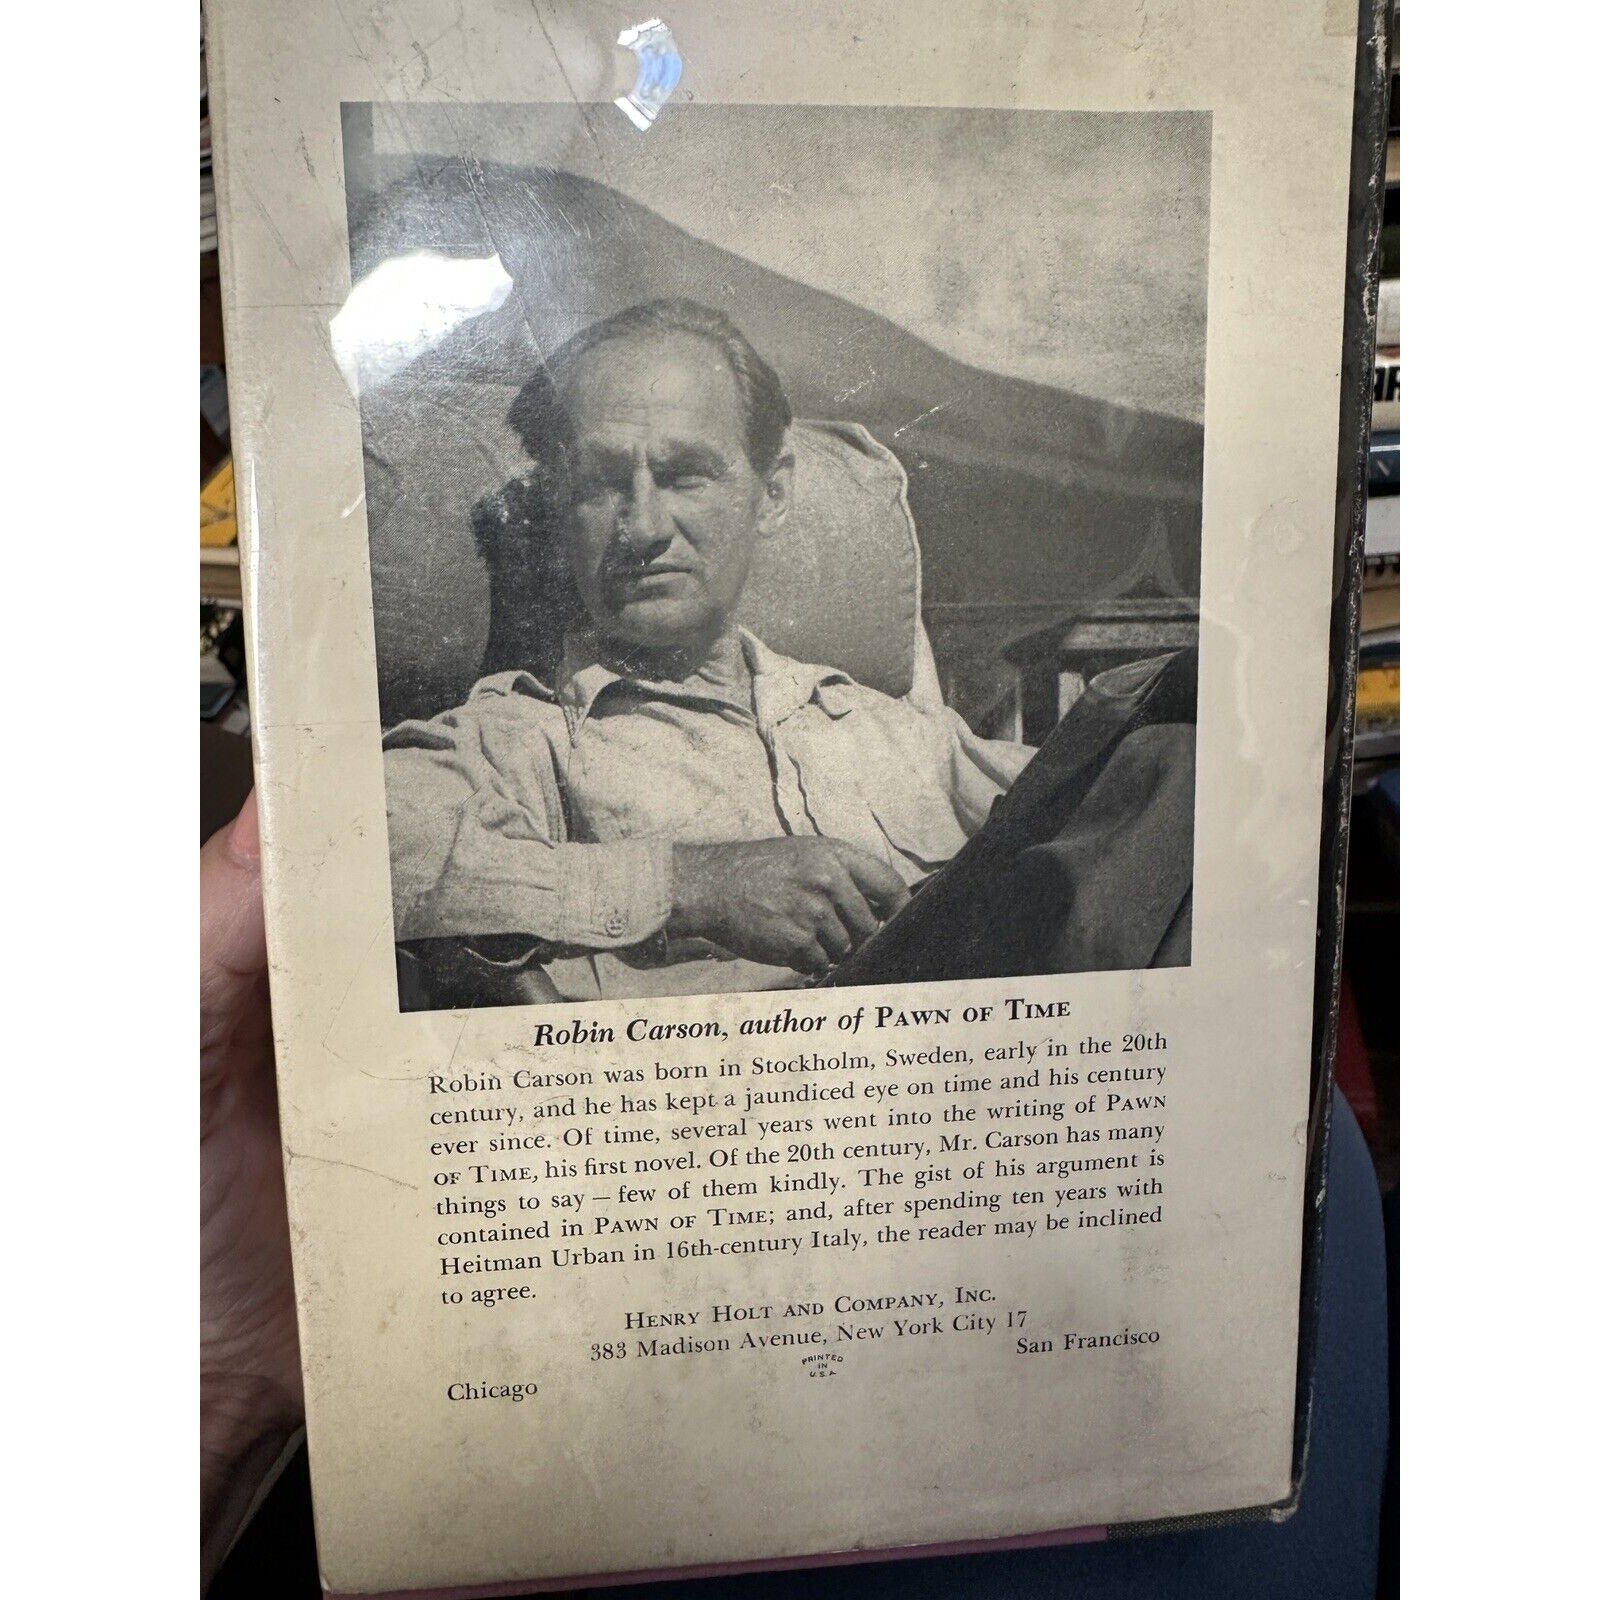 Robin Carson, author of PAWN OF TIME
Robin Carson was born in Stockholm, Sweden, early in the 20th
century, and he has kept a jaundiced eye on time and his century
ever since. Of time, several years went into the writing of PAWN
OF TIME, his first novel. Of the 20th century, Mr. Carson has many
things to say — few of them kindly. The gist of his argument is
contained in PAWN OF TIME; and, after spending ten years with
Heitman Urban in 16th-century Italy, the reader may be inclined
to agree.
HENRY HOLT AND COMPANY, INC.
383 Madison Avenue, New York City 17
San Francisco
PRINTED
IN
U.S.A.
Chicago